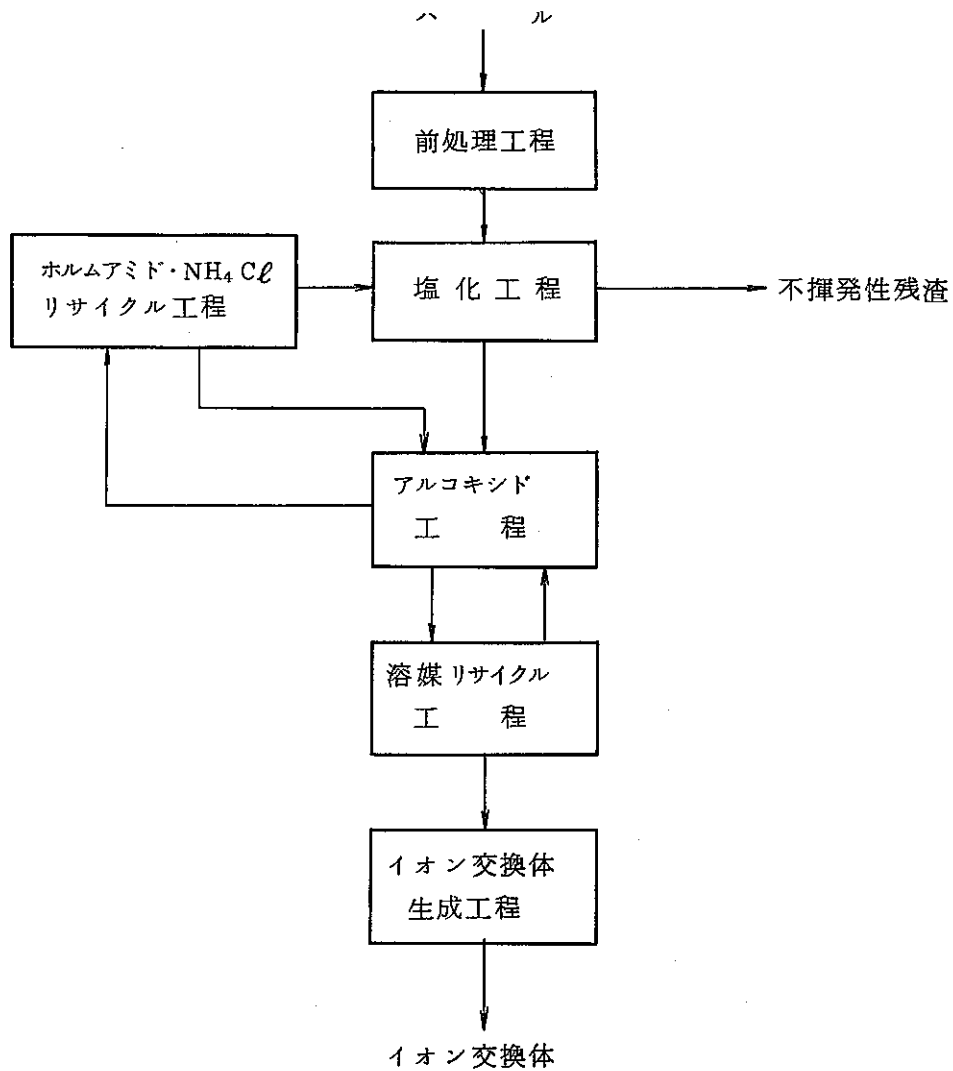 ハル
前処理工程
ホルムアミド・NH₄Cℓ
リサイクル工程
塩化工程
不揮発性残渣
アルコキシド
工程
溶媒リサイクル
工程
イオン交換体
生成工程
イオン交換体